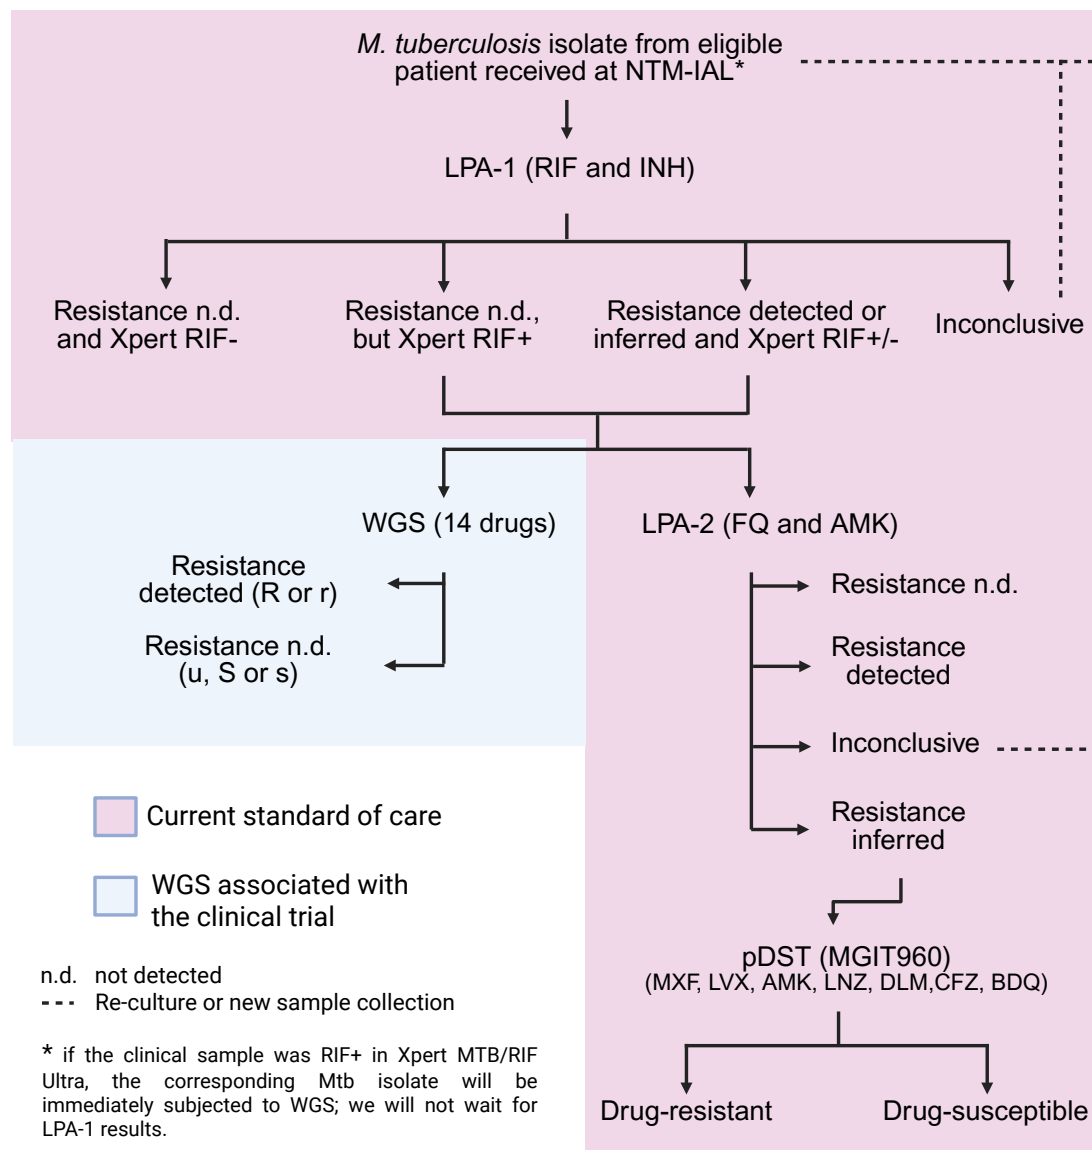 M. tuberculosis isolate from eligible
patient received at NTM-IAL*
LPA-1 (RIF and INH)
Resistance n.d.
and Xpert RIF-
Resistance n.d.,
but Xpert RIF+
Resistance detected or
inferred and Xpert RIF+/-
Inconclusive
WGS (14 drugs)
Resistance
detected (R or r)
Resistance n.d.
(u, S or s)
LPA-2 (FQ and AMK)
Resistance n.d.
Resistance
detected
Inconclusive
Resistance
inferred
pDST (MGIT960)
(MXF, LVX, AMK, LNZ, DLM,CFZ, BDQ)
Drug-resistant
Drug-susceptible
Current standard of care
WGS associated with
the clinical trial
n.d. not detected
--- Re-culture or new sample collection
* if the clinical sample was RIF+ in Xpert MTB/RIF
Ultra, the corresponding Mtb isolate will be
immediately subjected to WGS; we will not wait for
LPA-1 results.